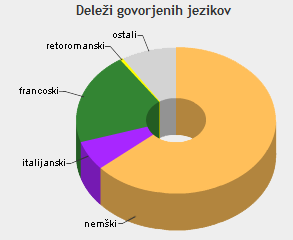 Deleži govorjenih jezikov
ostali
retoromanski
francoski
italijanski
nemški